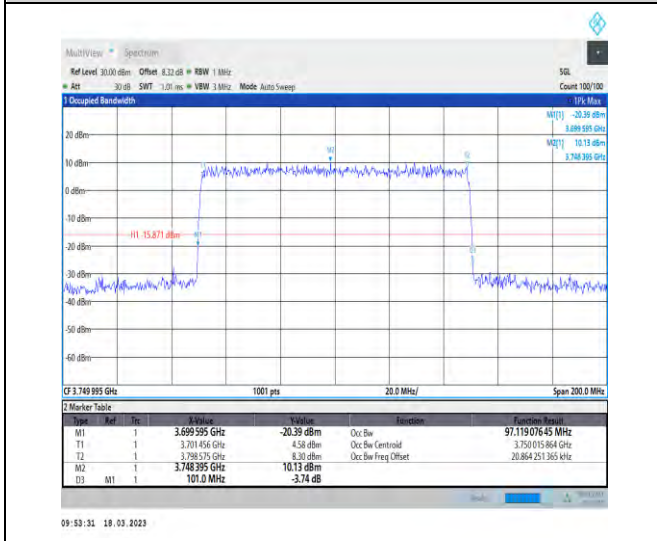 MultiView Spectrum
Ref Level 30.00 dBm Offset 8.32 dB RBW 1 MHz SGL
Att 30 dB SWT 1.01 ms VBW 3 MHz Mode Auto Sweep Count 100/100
1 Occupied Bandwidth 1Pk Max
M1[1] -20.39 dBm
3.699 595 GHz
M2[1] 10.13 dBm
3.748 395 GHz
20 dBm
M2
10 dBm
0 dBm
-10 dBm
H1 -15.871 dBm M1
-20 dBm
D3
-30 dBm
-40 dBm
-50 dBm
-60 dBm
CF 3.749 995 GHz 1001 pts 20.0 MHz/ Span 200.0 MHz
2 Marker Table
Type Ref Trc X-Value Y-Value Function Function Result
M1 1 3.699 595 GHz -20.39 dBm Occ Bw 97.119 076 45 MHz
T1 1 3.701 456 GHz 4.58 dBm Occ Bw Centroid 3.750 015 864 GHz
T2 1 3.798 575 GHz 8.30 dBm Occ Bw Freq Offset 20.864 251 365 kHz
M2 1 3.748 395 GHz 10.13 dBm
D3 M1 1 101.0 MHz -3.74 dB
09:53:31 18.03.2023